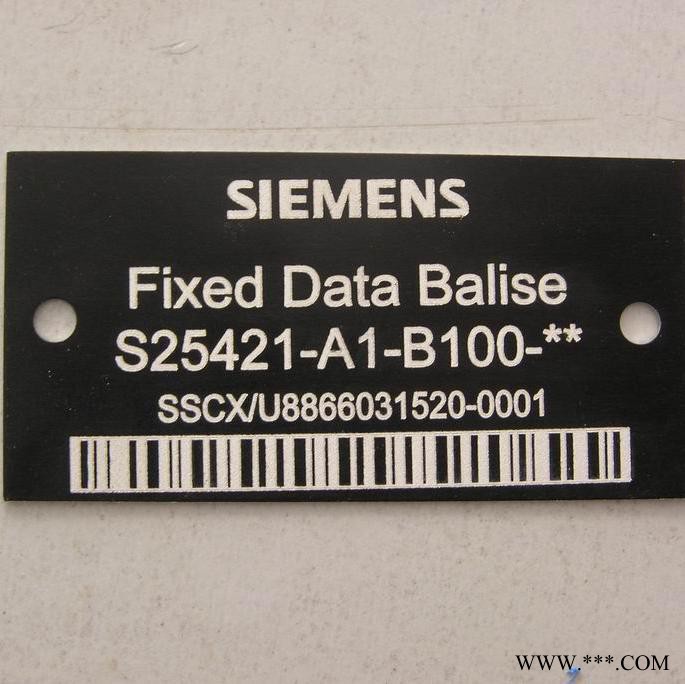 SIEMENS
Fixed Data Balise
S25421-A1-B100-**
SSCX/U8866031520-0001
WWW.***.COM